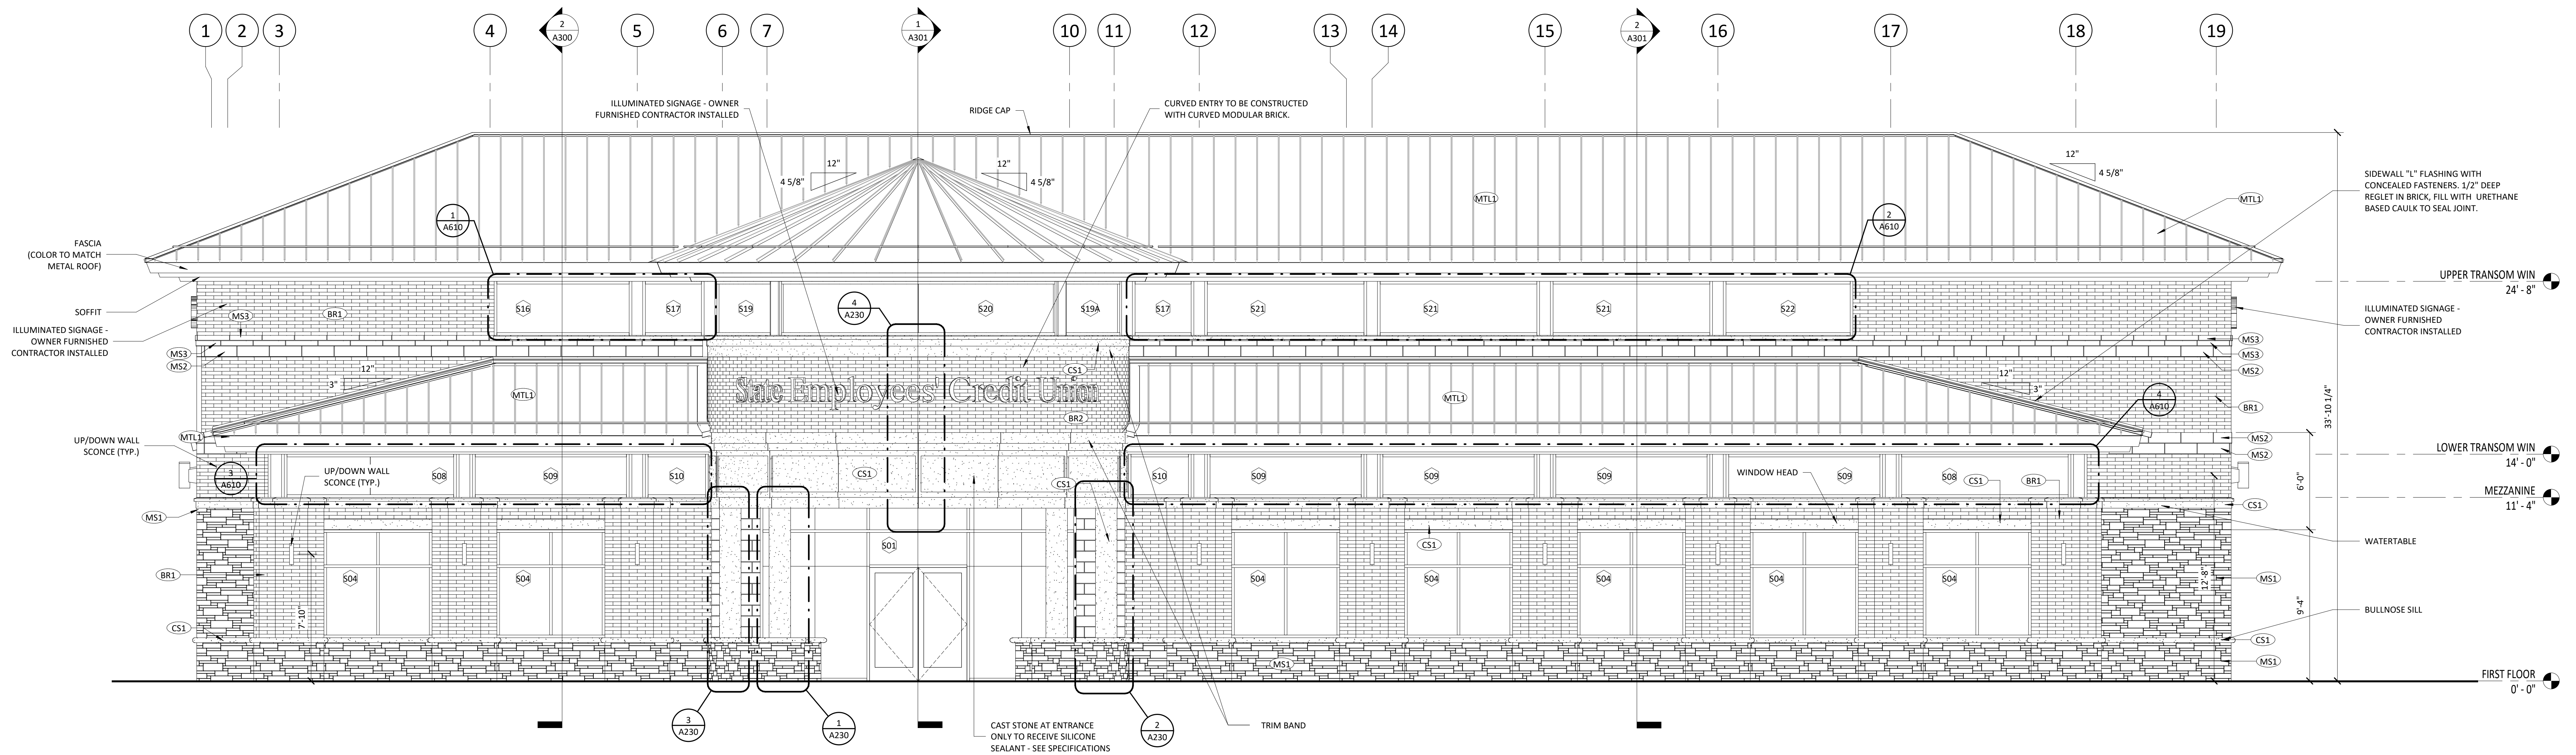 1
2
3
4
2
A300
5
6
7
1
A301
10
11
12
13
14
15
2
A301
16
17
18
19
ILLUMINATED SIGNAGE - OWNER
FURNISHED CONTRACTOR INSTALLED
RIDGE CAP
CURVED ENTRY TO BE CONSTRUCTED
WITH CURVED MODULAR BRICK.
12"
4 5/8"
12"
4 5/8"
12"
4 5/8"
SIDEWALL "L" FLASHING WITH
CONCEALED FASTENERS. 1/2" DEEP
REGLET IN BRICK, FILL WITH URETHANE
BASED CAULK TO SEAL JOINT.
MTL1
MTL1
1
A610
2
A610
FASCIA
(COLOR TO MATCH
METAL ROOF)
UPPER TRANSOM WIN
24' - 8"
SOFFIT
ILLUMINATED SIGNAGE -
OWNER FURNISHED
CONTRACTOR INSTALLED
MS3
BR1
S16
S17
S19
4
A230
S20
S19A
S17
S21
S21
S21
S22
ILLUMINATED SIGNAGE -
OWNER FURNISHED
CONTRACTOR INSTALLED
MS3
MS2
MS3
MS3
MS2
CS1
12"
3"
12"
3"
MTL1
State Employees' Credit Union
MTL1
4
A610
BR1
33'-10 1/4"
BR2
MTL1
UP/DOWN WALL
SCONCE (TYP.)
MS2
MS2
LOWER TRANSOM WIN
14' - 0"
3
A610
UP/DOWN WALL
SCONCE (TYP.)
S08
S09
S10
CS1
CS1
S10
S09
S09
S09
WINDOW HEAD
S09
S08
CS1
BR1
6'-0"
MEZZANINE
11' - 4"
MS1
CS1
S01
CS1
WATERTABLE
BR1
S04
S04
S04
S04
S04
S04
S04
12'-8"
MS1
7'-10"
9'-4"
BULLNOSE SILL
CS1
CS1
MS1
MS1
FIRST FLOOR
0' - 0"
3
A230
1
A230
CAST STONE AT ENTRANCE
ONLY TO RECEIVE SILICONE
SEALANT - SEE SPECIFICATIONS
2
A230
TRIM BAND